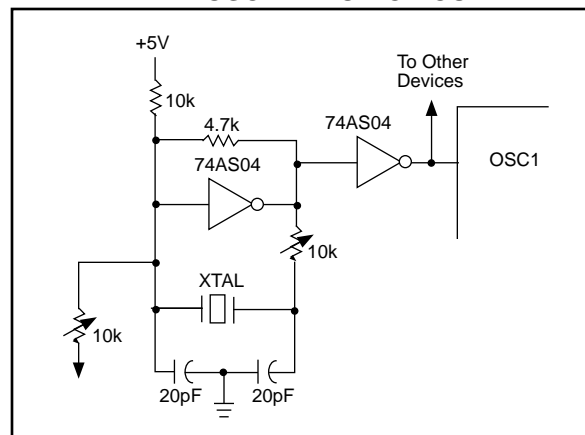 +5V
To Other
Devices
10k
4.7k
74AS04
74AS04
OSC1
10k
XTAL
10k
20pF
20pF